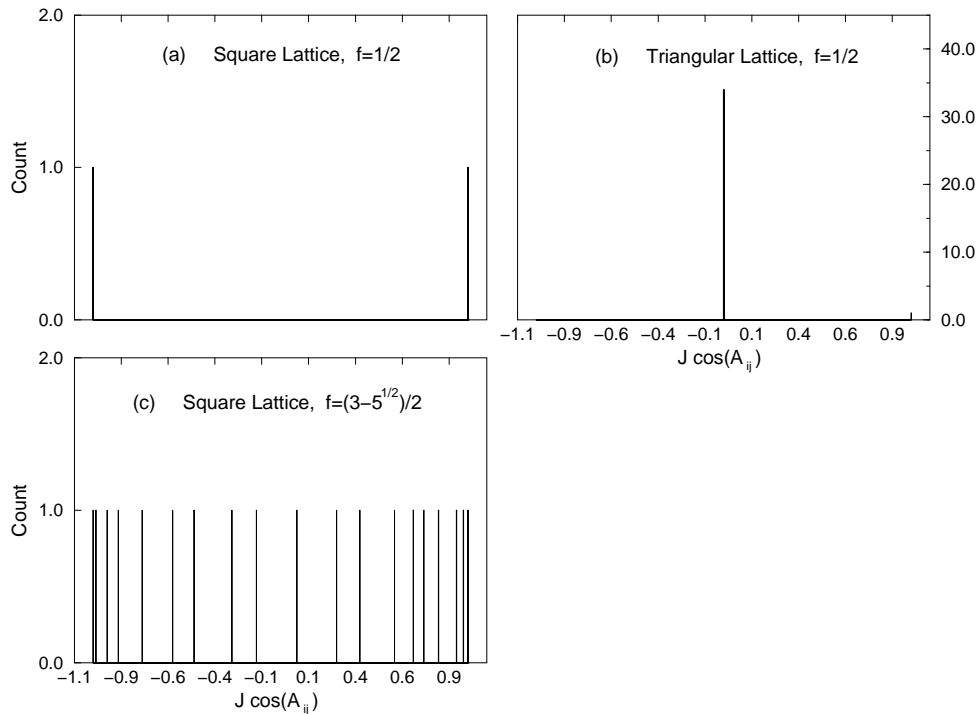 2.0
(a) Square Lattice, f=1/2
1.0
Count
0.0
(b) Triangular Lattice, f=1/2
40.0
30.0
20.0
10.0
0.0
−1.1 −0.9 −0.6 −0.4 −0.1 0.1 0.4 0.6 0.9
J cos(A_ij)
2.0
(c) Square Lattice, f=(3−5^1/2)/2
1.0
Count
0.0
−1.1 −0.9 −0.6 −0.4 −0.1 0.1 0.4 0.6 0.9
J cos(A_ij)